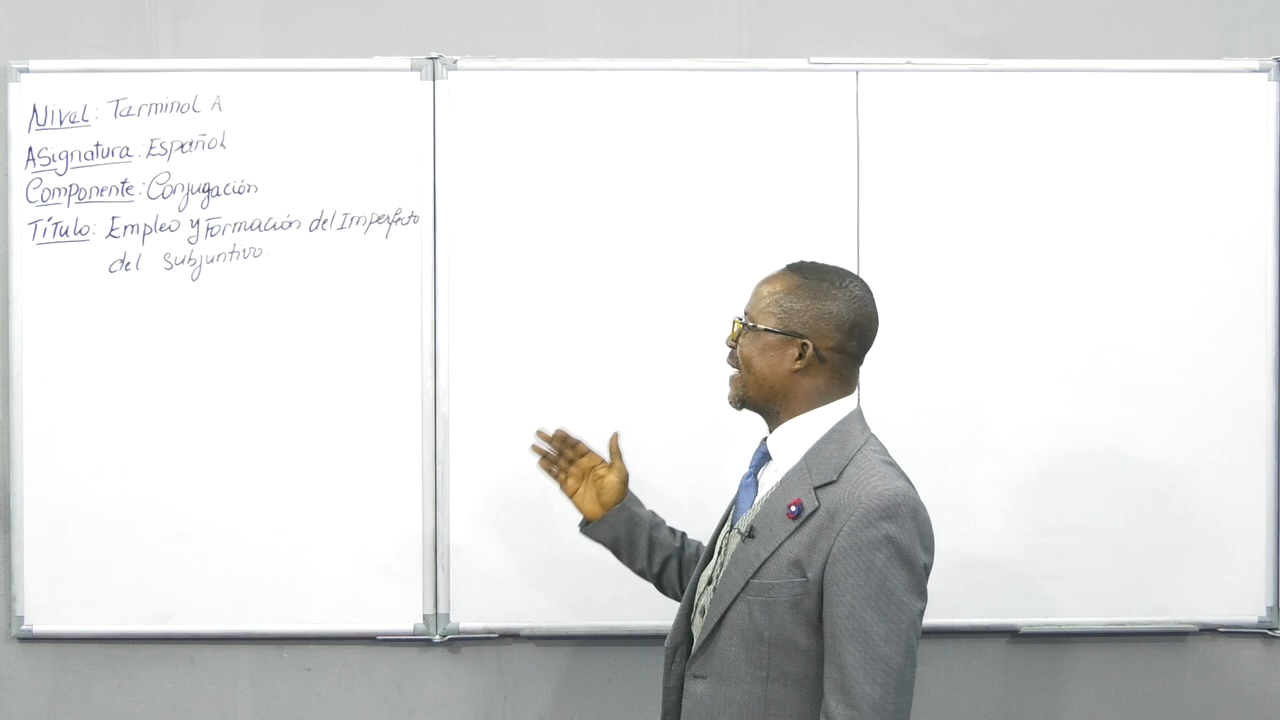 Nivel: Terminal A
Asignatura: Español
Componente: Conjugación
Título: Empleo y Formación del Imperfecto
del subjuntivo.